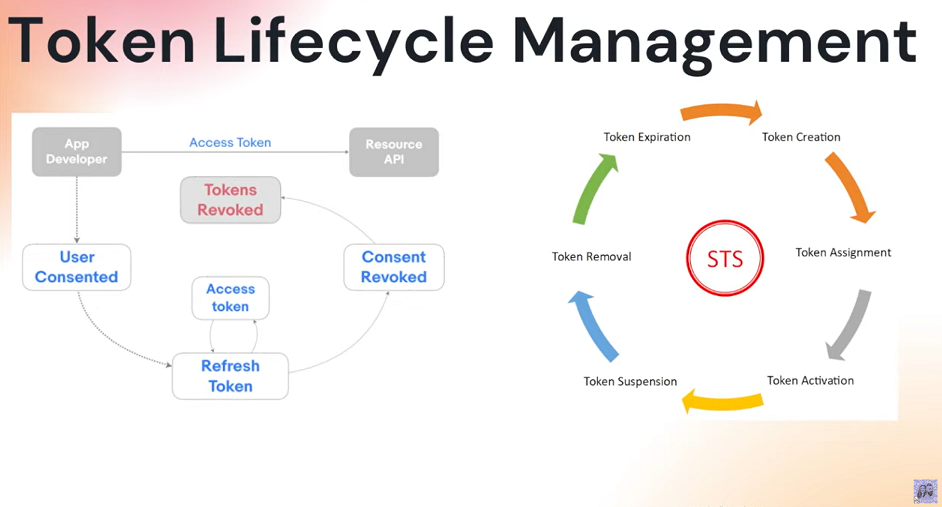 Token Lifecycle Management
App
Developer
Access Token
Resource
API
Tokens
Revoked
User
Consented
Consent
Revoked
Access
token
Refresh
Token
Token Expiration
Token Creation
Token Removal
STS
Token Assignment
Token Suspension
Token Activation